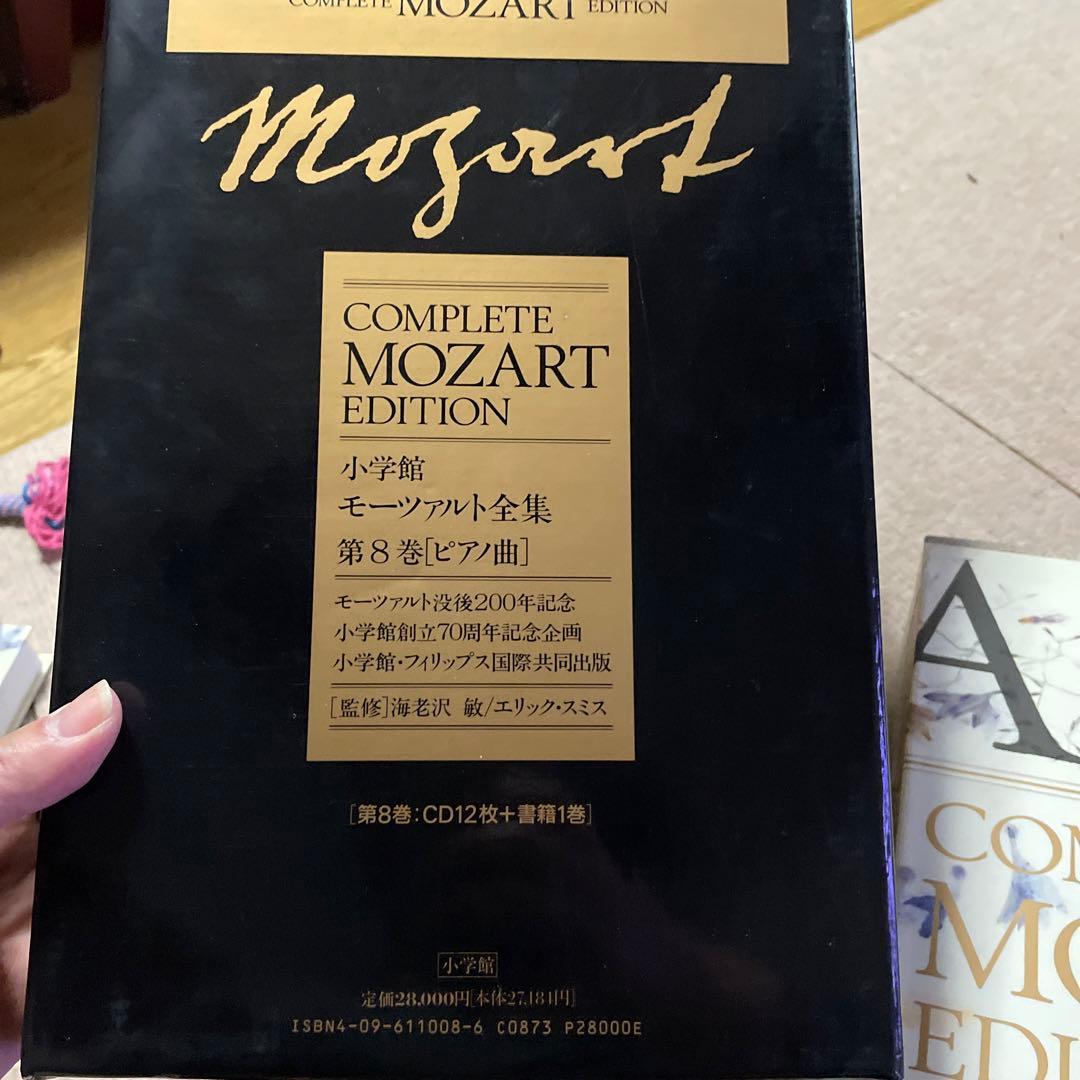 COMPLETE MOZART EDITION
Mozart
COMPLETE
MOZART
EDITION
小学館
モーツァルト全集
第8巻[ピアノ曲]
モーツァルト没後200年記念
小学館創立70周年記念企画
小学館・フィリップス国際共同出版
[監修]海老沢 敏/エリック・スミス
[第8巻:CD12枚+書籍1巻]
小学館
定価28,000円[本体27,184円]
ISBN4-09-611008-6 C0873 P28000E
A
COM
MO
EDI